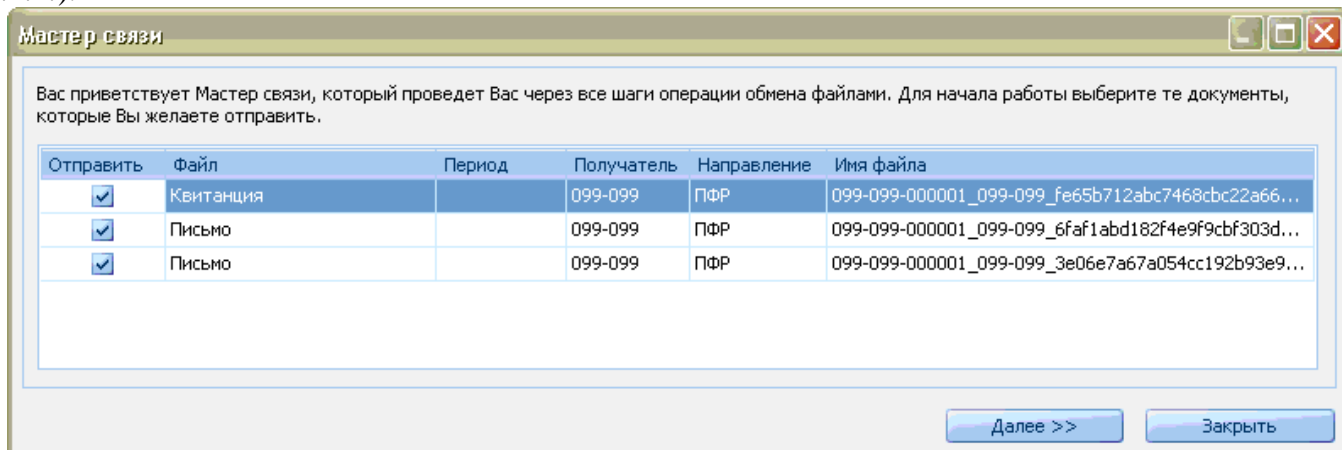 Мастер связи
Вас приветствует Мастер связи, который проведет Вас через все шаги операции обмена файлами. Для начала работы выберите те документы,
которые Вы желаете отправить.
Отправить Файл Период Получатель Направление Имя файла
Квитанция 099-099 ПФР 099-099-000001_099-099_fe65b712abc7468cbc22a66...
Письмо 099-099 ПФР 099-099-000001_099-099_6faf1abd182f4e9f9cbf303d...
Письмо 099-099 ПФР 099-099-000001_099-099_3e06e7a67a054cc192b93e9...
Далее >> Закрыть